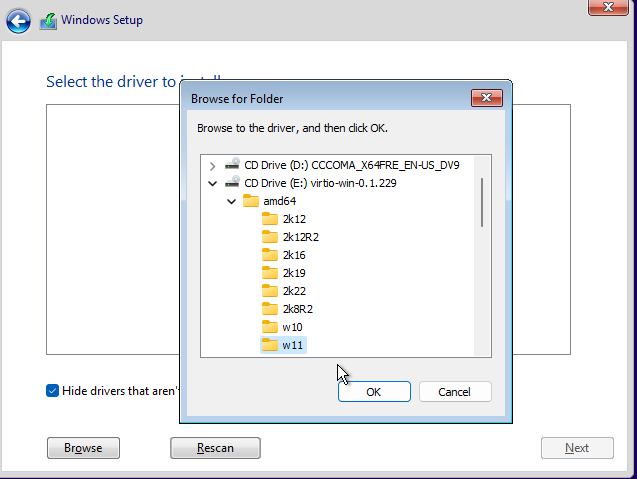 Windows Setup
Select the driver to install
Browse for Folder
Browse to the driver, and then click OK.
CD Drive (D:) CCCOMA_X64FRE_EN-US_DV9
CD Drive (E:) virtio-win-0.1.229
amd64
2k12
2k12R2
2k16
2k19
2k22
2k8R2
w10
w11
OK
Cancel
Hide drivers that aren'
Browse
Rescan
Next